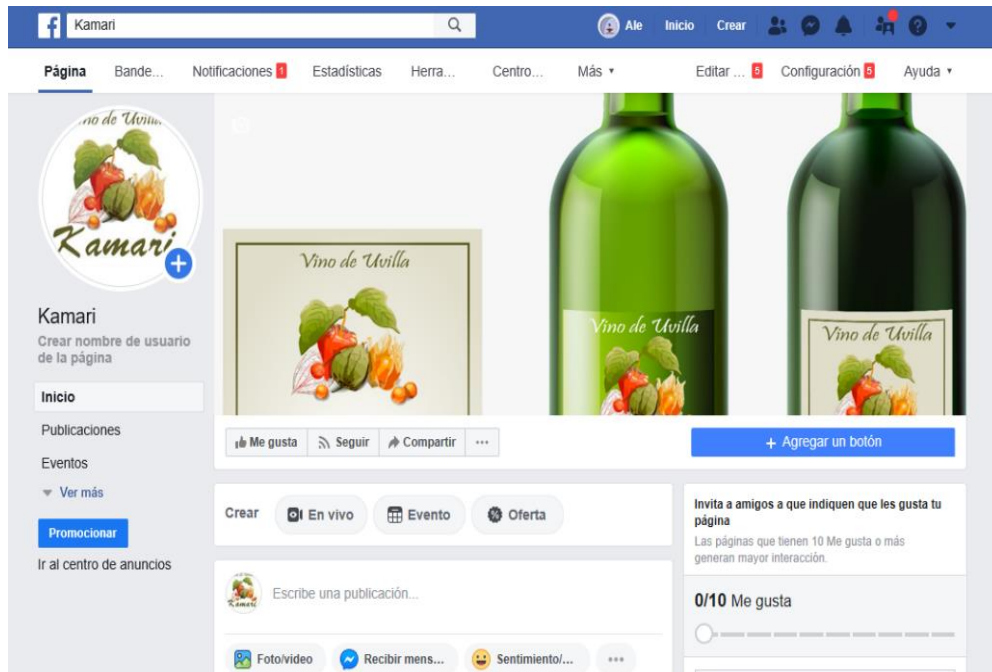 Kamari
Ale Inicio Crear
Página Bande... Notificaciones 1 Estadísticas Herra... Centro... Más Editar ... 5 Configuración 5 Ayuda
Vino de Uvilla
Kamari
Kamari
Crear nombre de usuario
de la página
Inicio
Publicaciones
Eventos
Ver más
Promocionar
Ir al centro de anuncios
Vino de Uvilla
Vino de Uvilla
Vino de Uvilla
Me gusta Seguir Compartir ...
+ Agregar un botón
Crear En vivo Evento Oferta
Kamari
Escribe una publicación...
Foto/video Recibir mens... Sentimiento/... ...
Invita a amigos a que indiquen que les gusta tu
página
Las páginas que tienen 10 Me gusta o más
generan mayor interacción.
0/10 Me gusta